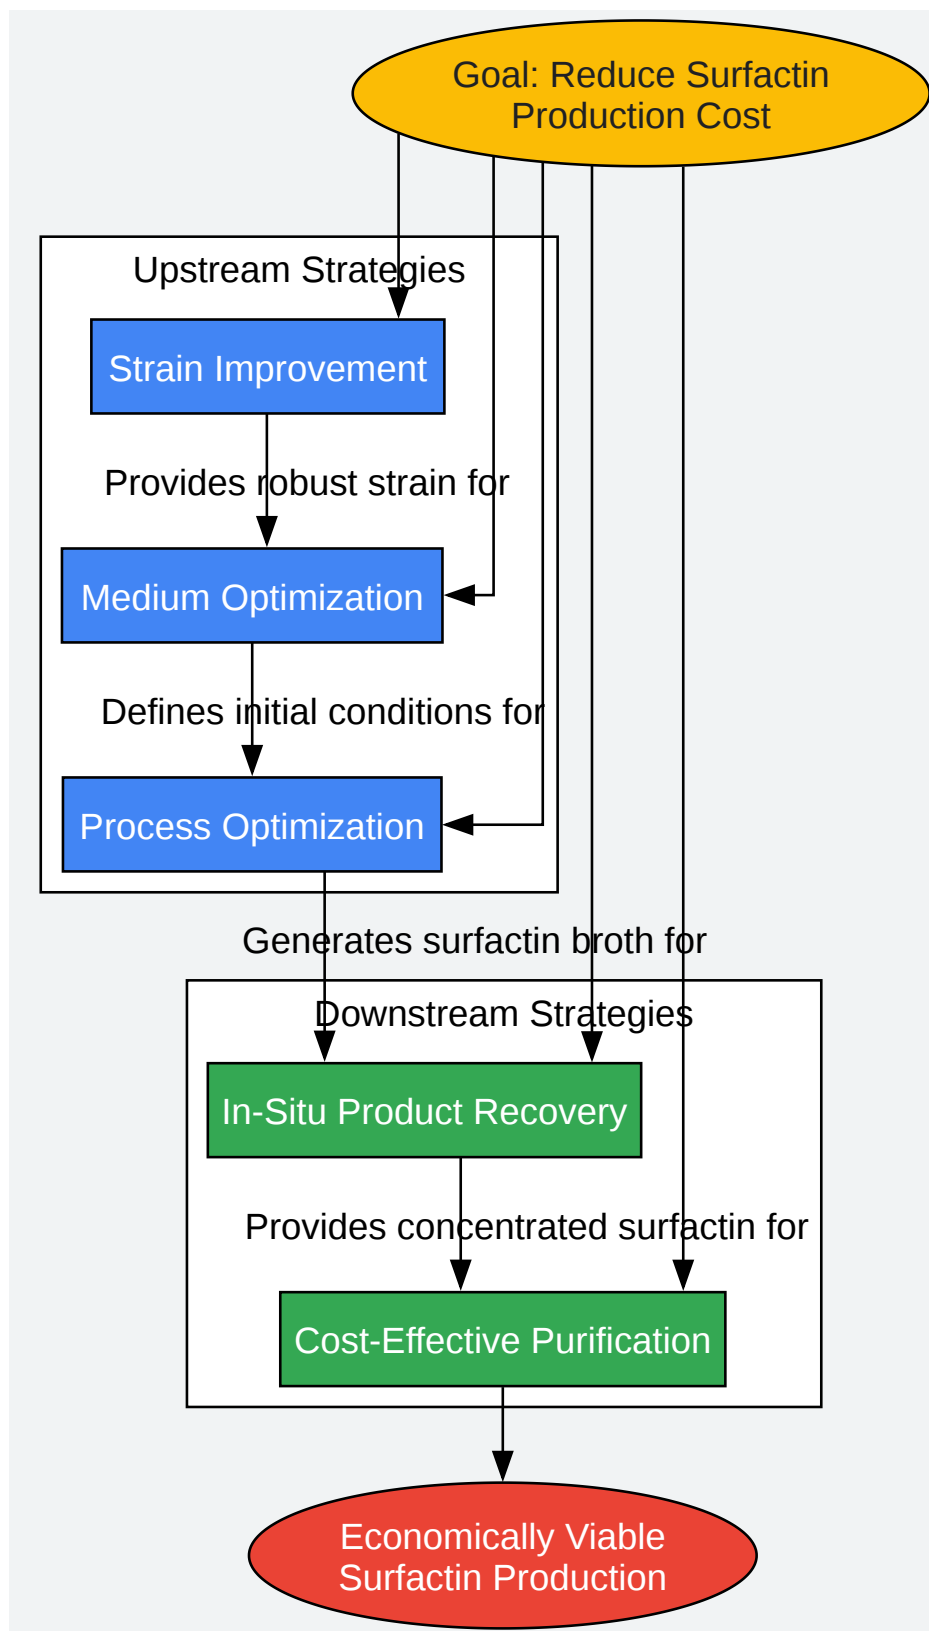 Goal: Reduce Surfactin
Production Cost
Upstream Strategies
Strain Improvement
Provides robust strain for
Medium Optimization
Defines initial conditions for
Process Optimization
Generates surfactin broth for
Downstream Strategies
In-Situ Product Recovery
Provides concentrated surfactin for
Cost-Effective Purification
Economically Viable
Surfactin Production